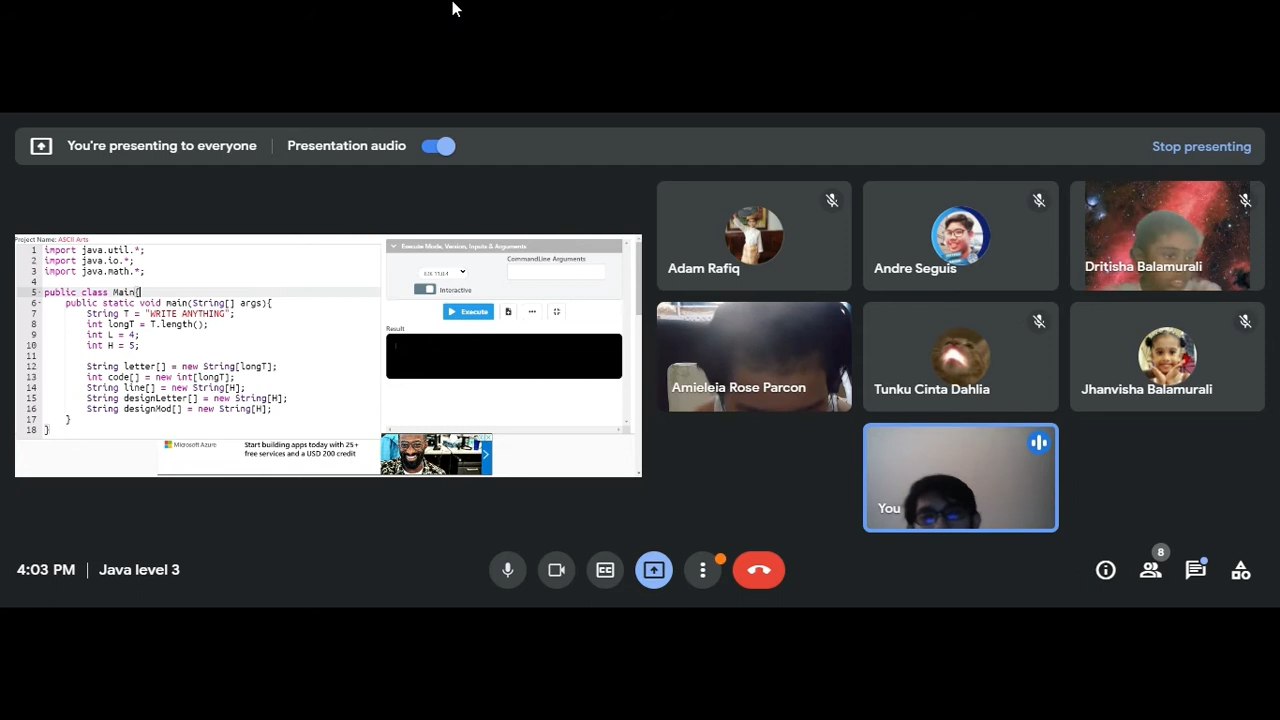 You're presenting to everyone
Presentation audio
Stop presenting
Project Name: ASCII Arts
1 import java.util.*;
2 import java.io.*;
3 import java.math.*;
4
5 public class Main{
6 public static void main(String[] args){
7 String T = "WRITE ANYTHING";
8 int longT = T.length();
9 int L = 4;
10 int H = 5;
11
12 String letter[] = new String[longT];
13 int code[] = new int[longT];
14 String line[] = new String[H];
15 String designLetter[] = new String[H];
16 String designMod[] = new String[H];
17 }
18 }
Execute Mode, Version, Inputs & Arguments
CommandLine Arguments
Interactive
Execute
Result
Microsoft Azure
Start building apps today with 25+
free services and a USD 200 credit
Adam Rafiq
Andre Seguis
Dritisha Balamurali
Amieleia Rose Parcon
Tunku Cinta Dahlia
Jhanvisha Balamurali
You
4:03 PM | Java level 3
CC
8